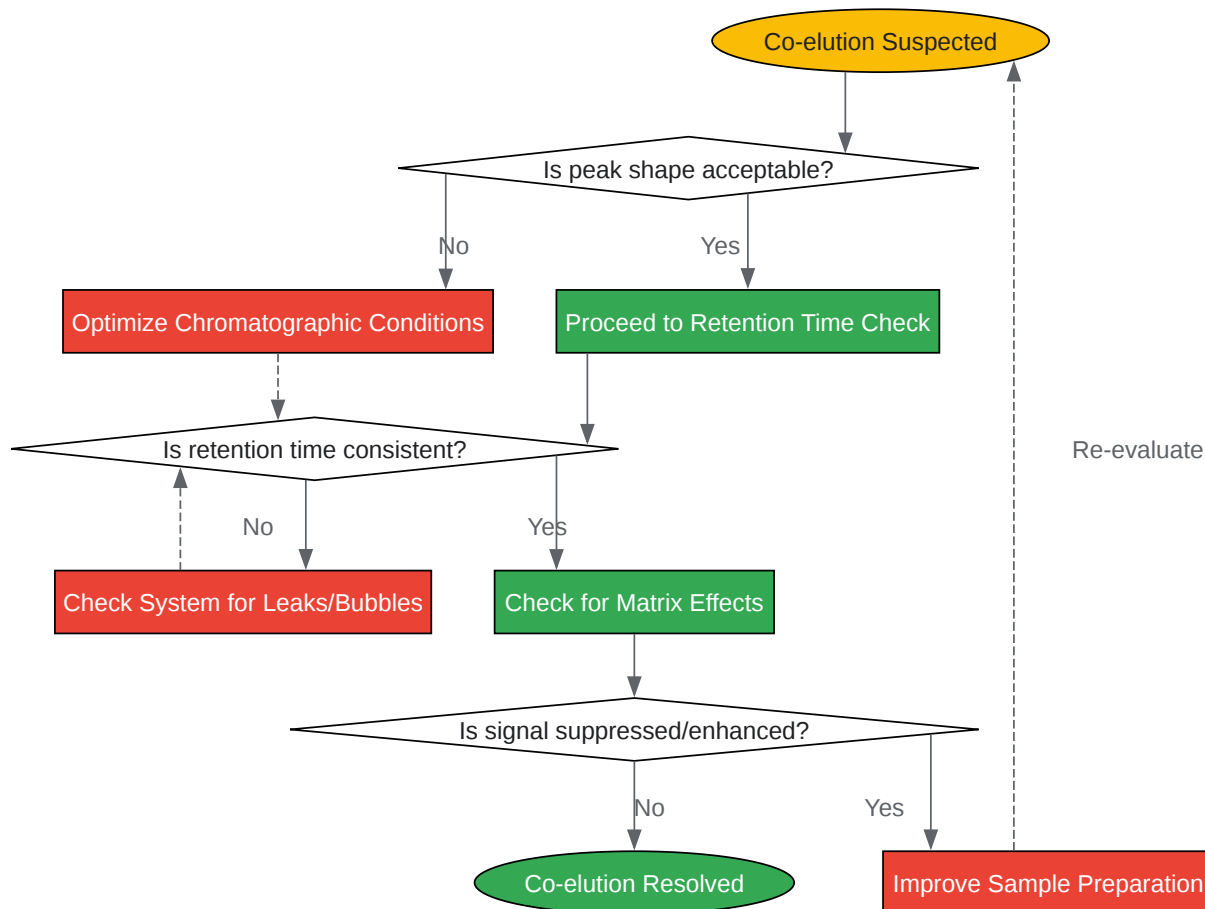 Co-elution Suspected
Is peak shape acceptable?
No
Yes
Optimize Chromatographic Conditions
Proceed to Retention Time Check
Is retention time consistent?
Re-evaluate
No
Yes
Check System for Leaks/Bubbles
Check for Matrix Effects
Is signal suppressed/enhanced?
No
Yes
Co-elution Resolved
Improve Sample Preparation